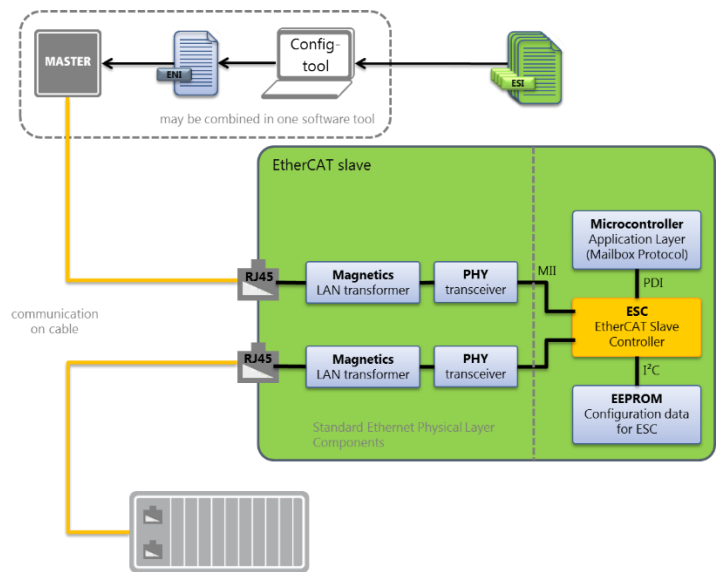 MASTER
ENI
Config-
tool
ESI
may be combined in one software tool
EtherCAT slave
Microcontroller
Application Layer
(Mailbox Protocol)
RJ45
Magnetics
LAN transformer
PHY
transceiver
MII
PDI
ESC
EtherCAT Slave
Controller
communication
on cable
RJ45
Magnetics
LAN transformer
PHY
transceiver
I²C
EEPROM
Configuration data
for ESC
Standard Ethernet Physical Layer
Components